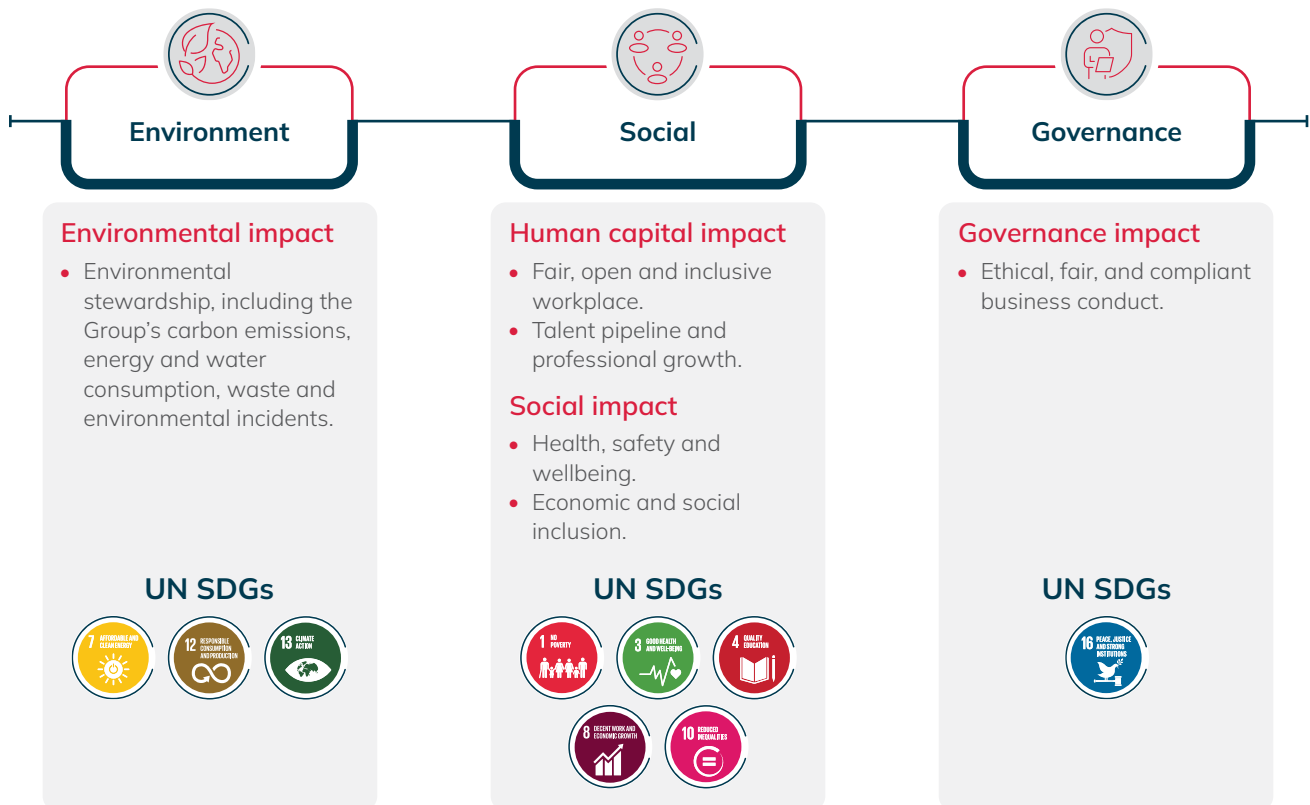 Environment
Social
Governance
Environmental impact
• Environmental
stewardship, including the
Group’s carbon emissions,
energy and water
consumption, waste and
environmental incidents.
UN SDGs
7 AFFORDABLE AND
CLEAN ENERGY
12 RESPONSIBLE
CONSUMPTION
AND PRODUCTION
13 CLIMATE
ACTION
Human capital impact
• Fair, open and inclusive
workplace.
• Talent pipeline and
professional growth.
Social impact
• Health, safety and
wellbeing.
• Economic and social
inclusion.
UN SDGs
1 NO
POVERTY
3 GOOD HEALTH
AND WELL-BEING
4 QUALITY
EDUCATION
8 DECENT WORK AND
ECONOMIC GROWTH
10 REDUCED
INEQUALITIES
Governance impact
• Ethical, fair, and compliant
business conduct.
UN SDGs
16 PEACE, JUSTICE
AND STRONG
INSTITUTIONS